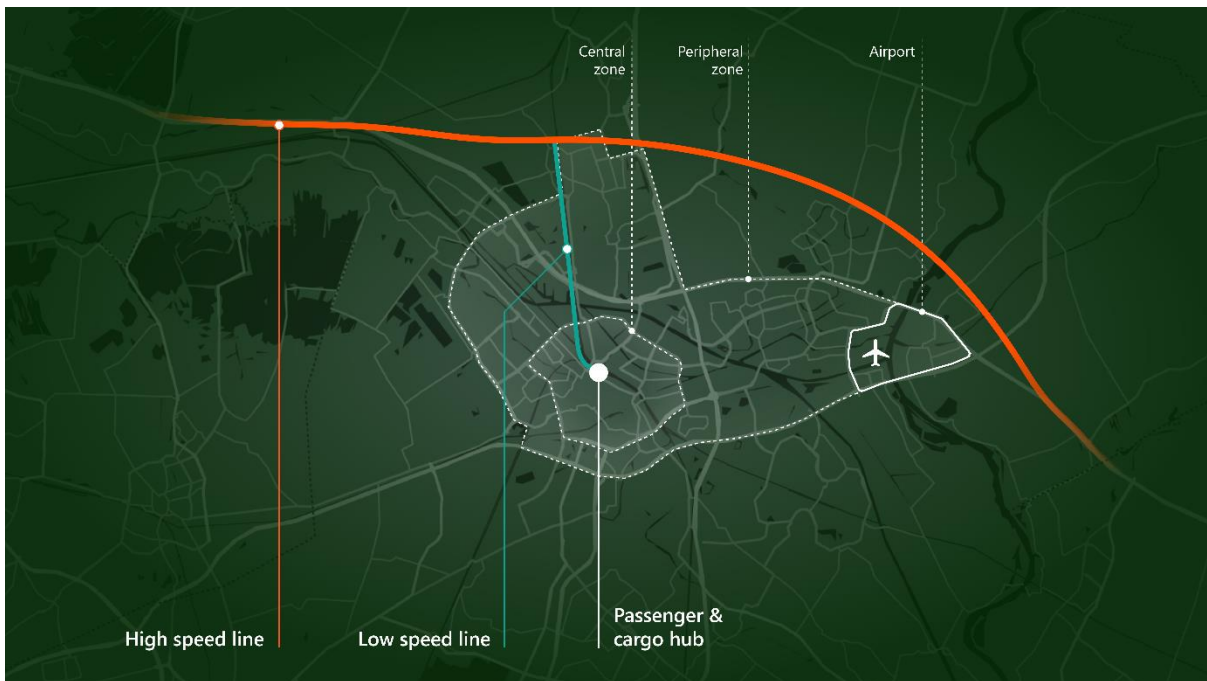 Central
zone
Peripheral
zone
Airport
High speed line
Low speed line
Passenger &
cargo hub